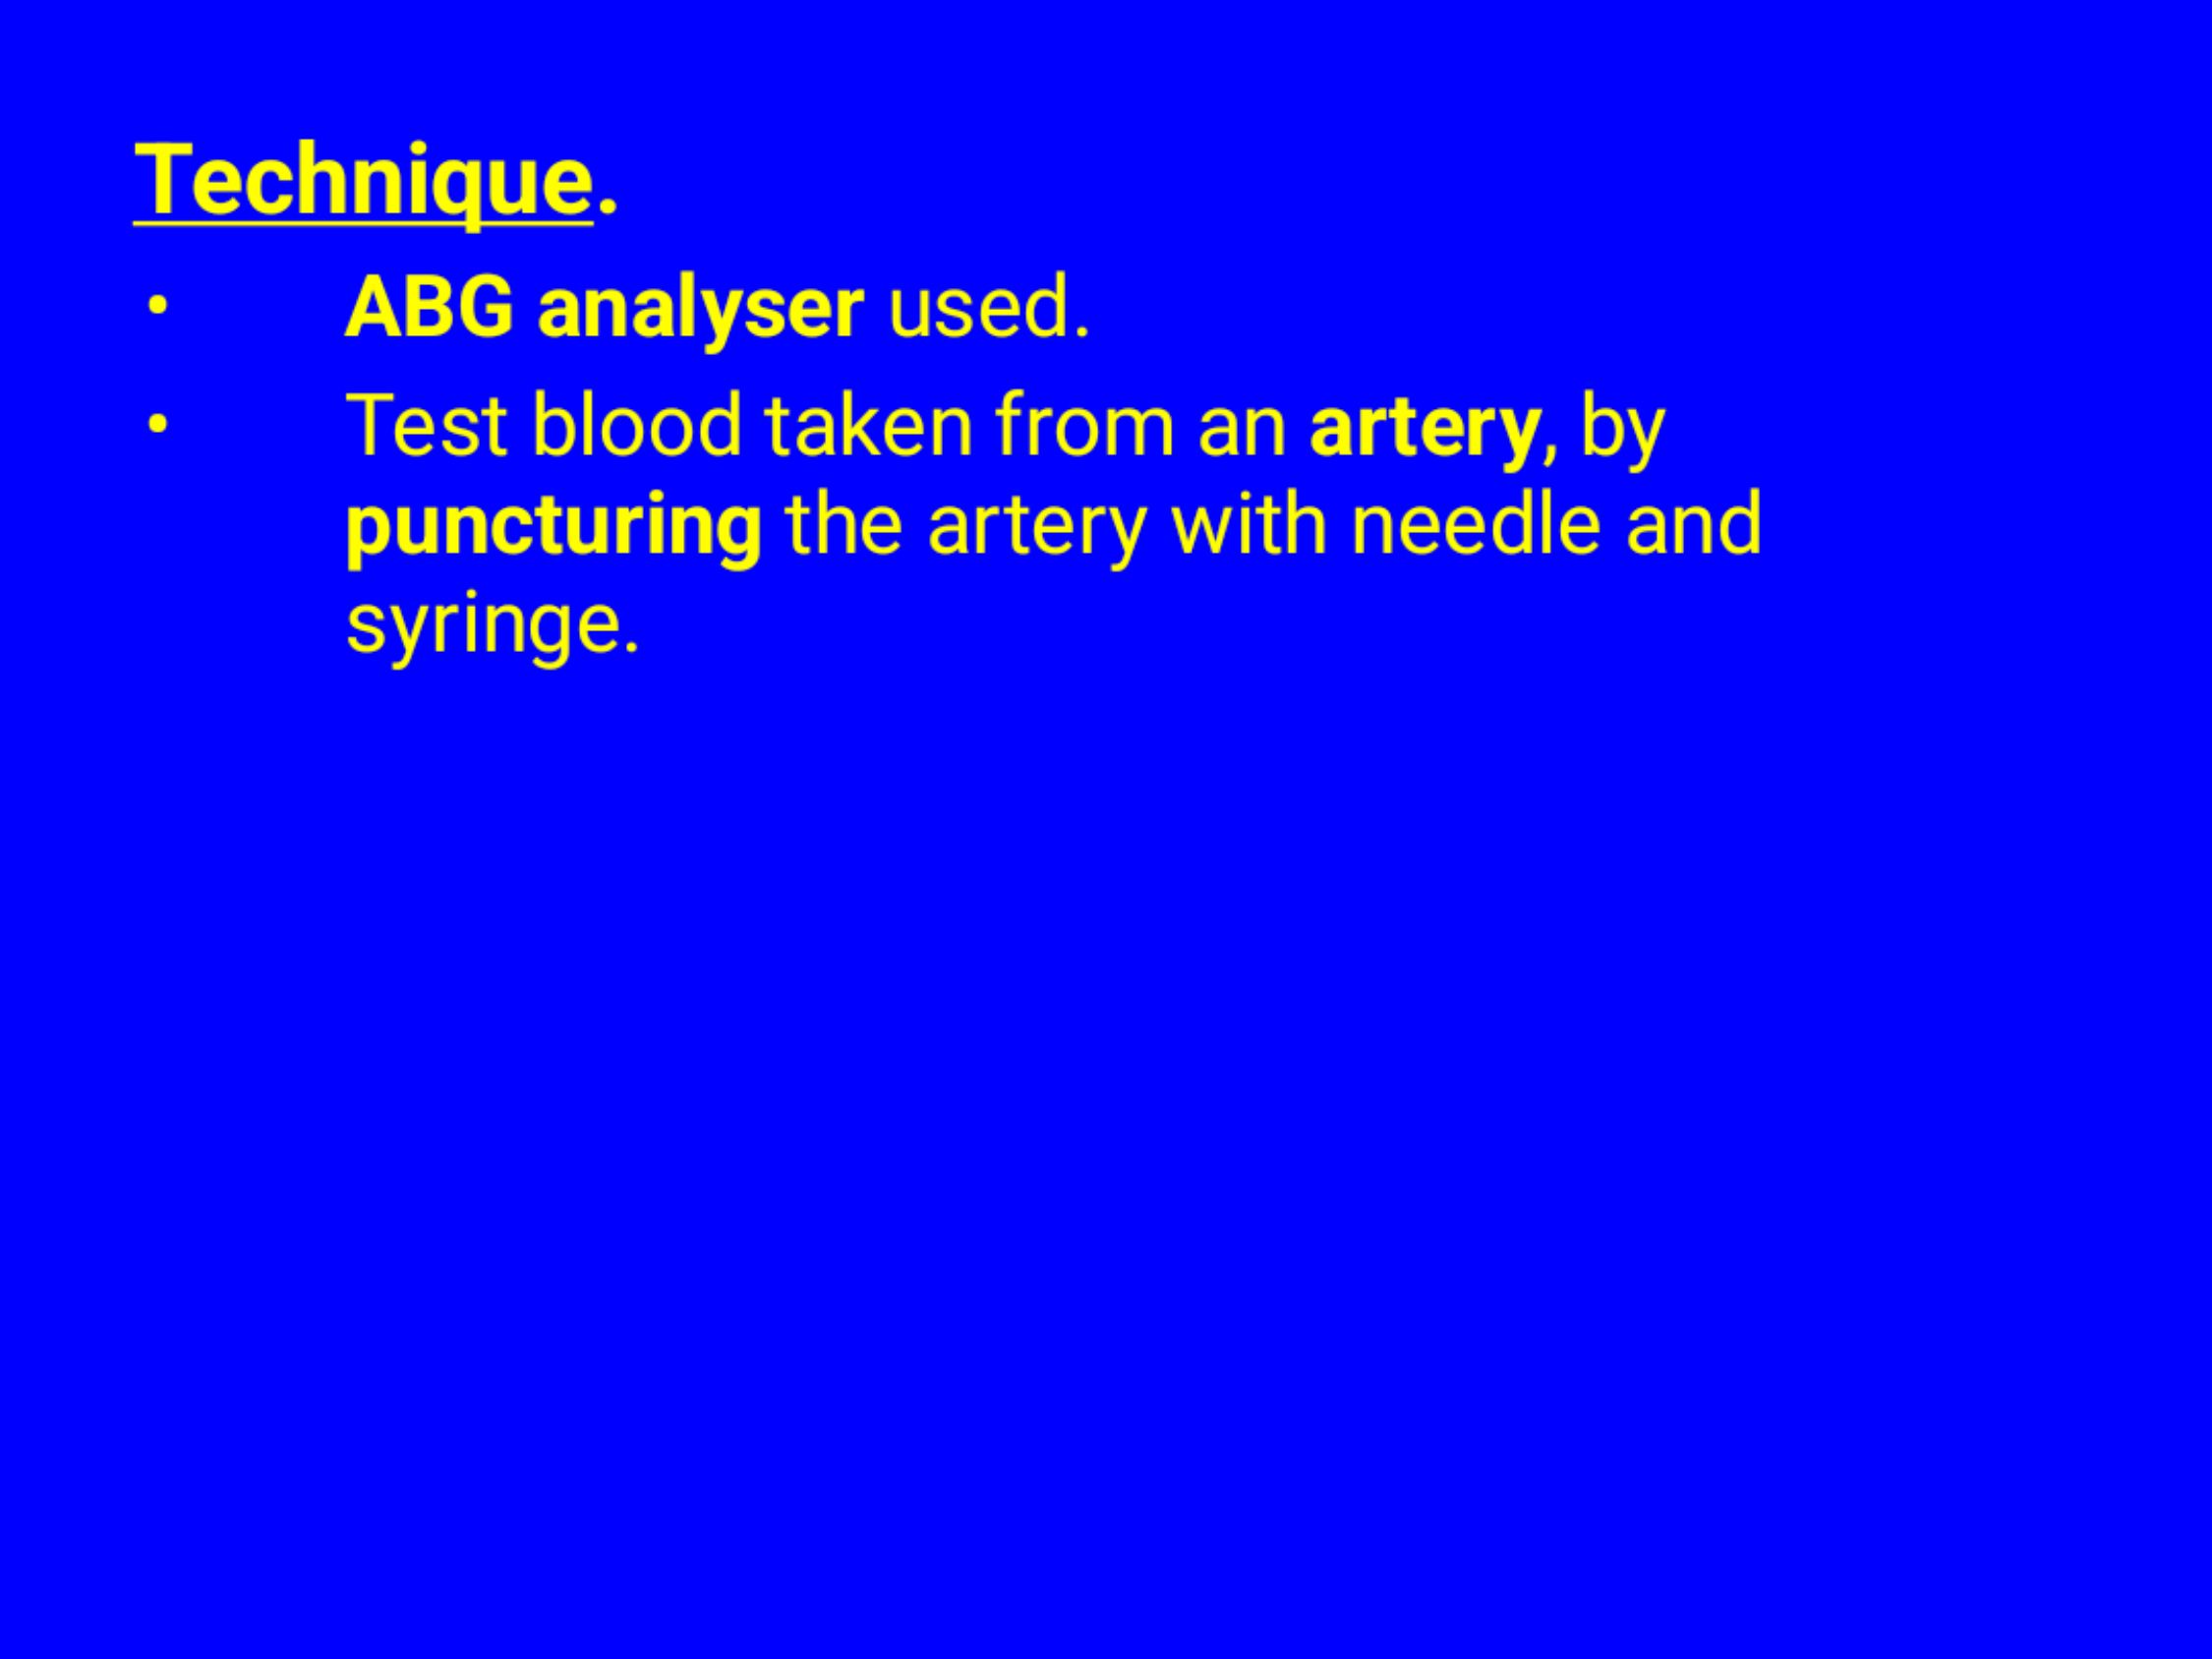 Technique.
• ABG analyser used.
• Test blood taken from an artery, by
puncturing the artery with needle and
syringe.